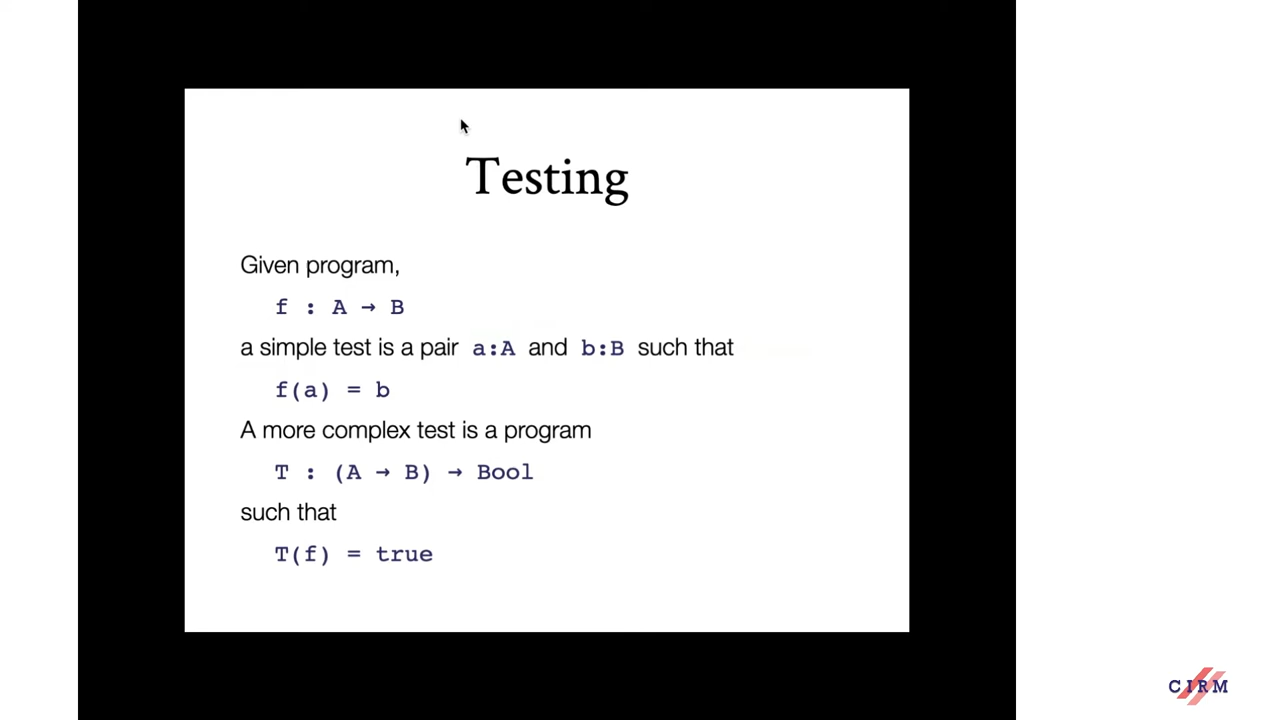 Testing
Given program,
f : A → B
a simple test is a pair a:A and b:B such that
f(a) = b
A more complex test is a program
T : (A → B) → Bool
such that
T(f) = true
CIRM